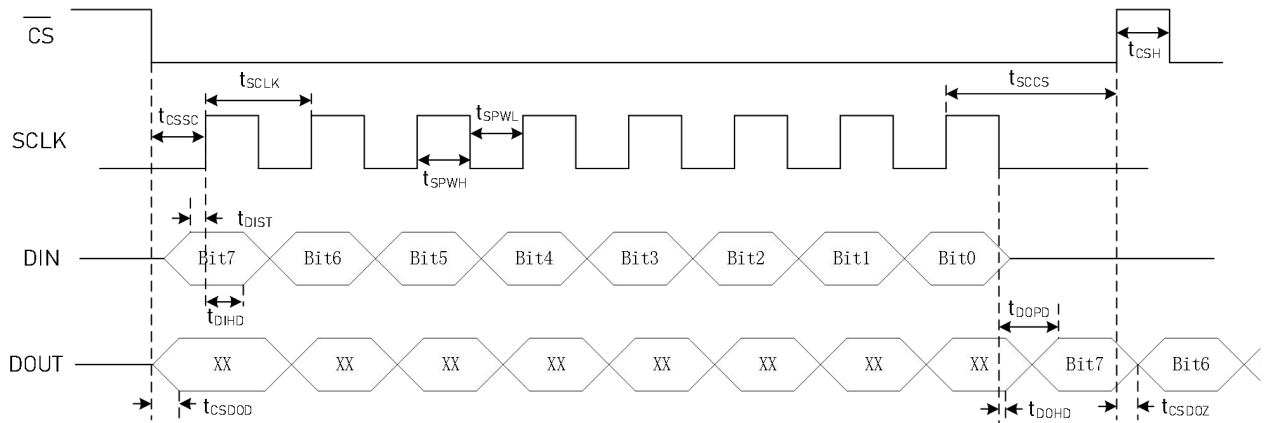 CS
tCSH
tSCLK
tSCCS
tCSSC
tSPWL
SCLK
tSPWH
tDIST
DIN
Bit7 Bit6 Bit5 Bit4 Bit3 Bit2 Bit1 Bit0
tDIHD
tDOPD
DOUT
XX XX XX XX XX XX XX XX Bit7 Bit6
tCSDOD
tDOHD
tCSDOZ